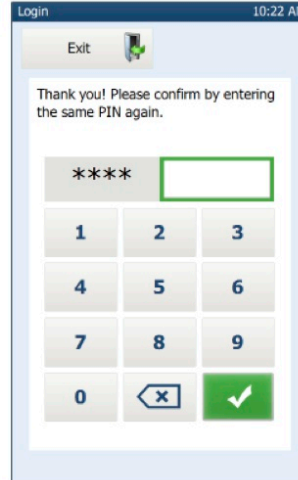 Login 10:22 A
Exit
Thank you! Please confirm by entering
the same PIN again.
****
1 2 3
4 5 6
7 8 9
0